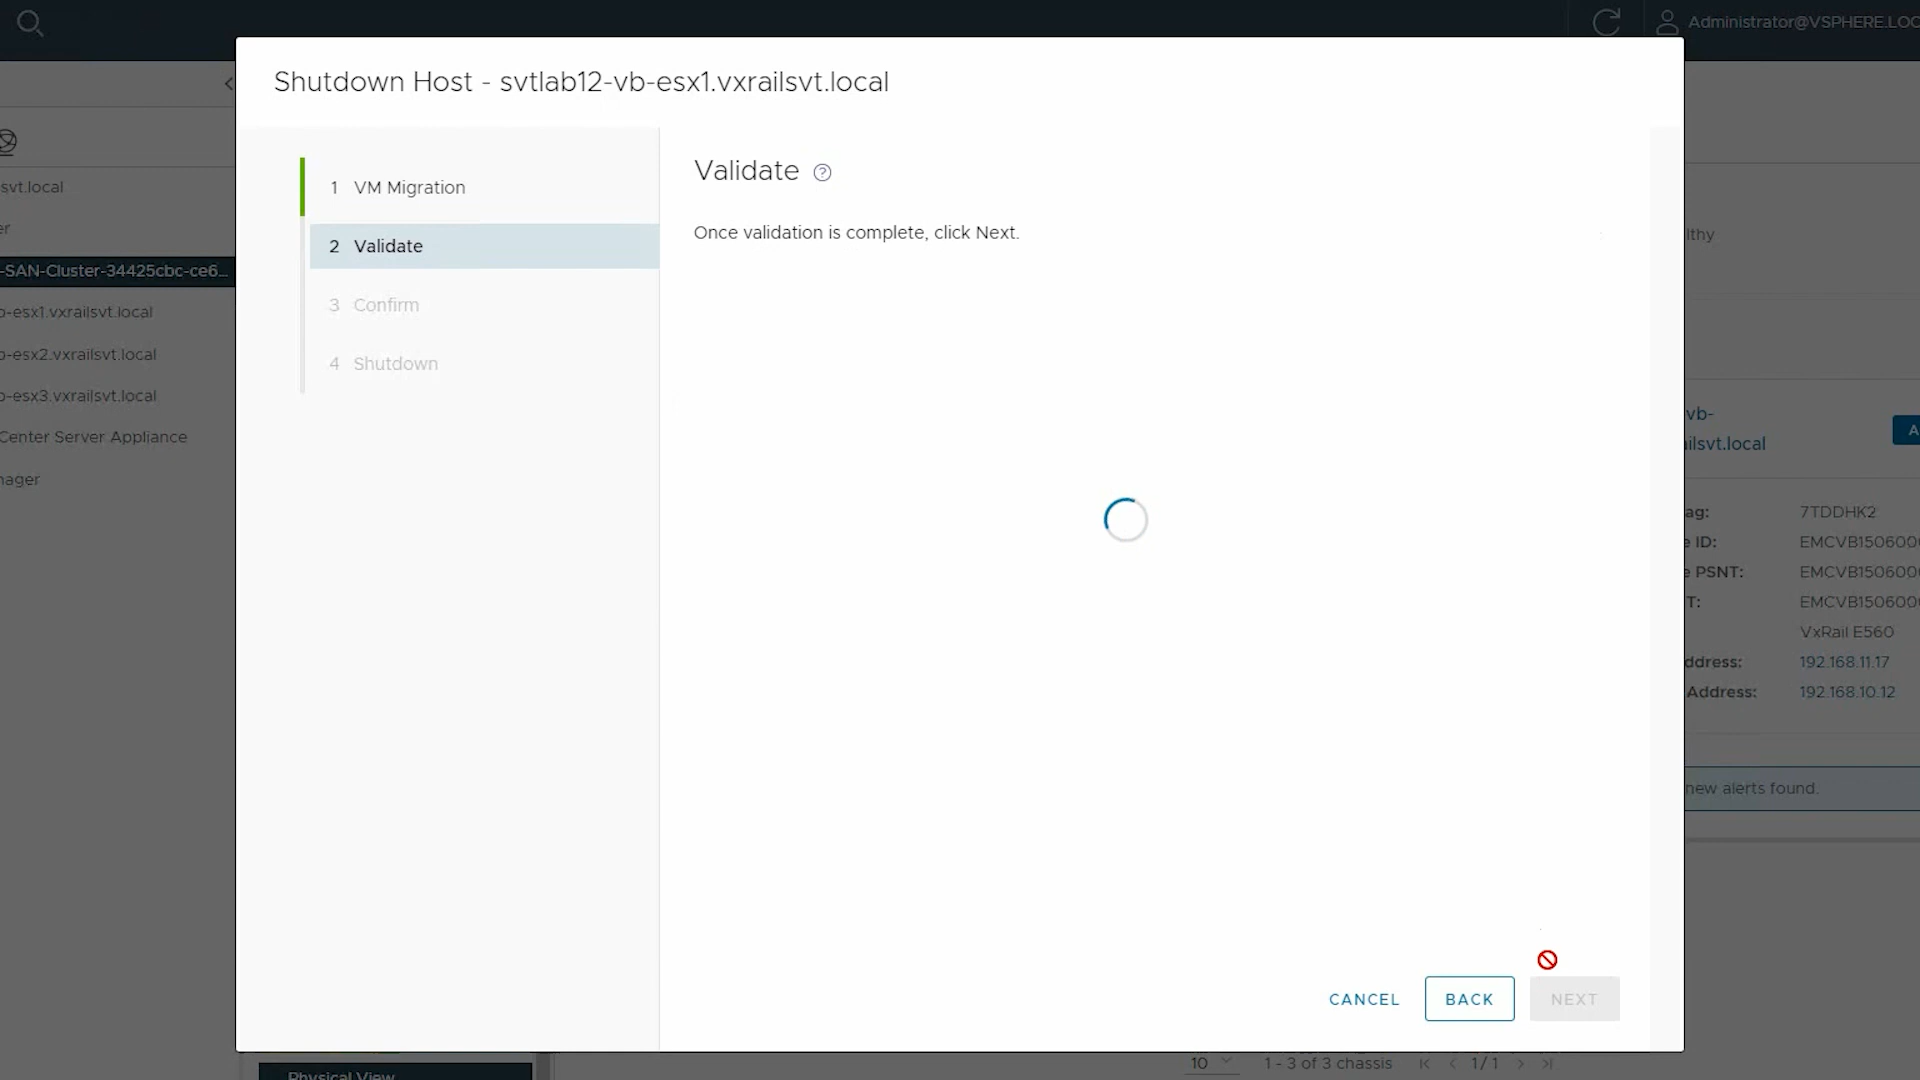 Administrator@VSPHERE.LOC
Shutdown Host - svtlab12-vb-esx1.vxrailsvt.local
1 VM Migration
2 Validate
3 Confirm
4 Shutdown
Validate
Once validation is complete, click Next.
CANCEL
BACK
NEXT
svt.local
er
-SAN-Cluster-34425cbc-ce6...
o-esx1.vxrailsvt.local
o-esx2.vxrailsvt.local
o-esx3.vxrailsvt.local
Center Server Appliance
nager
lthy
vb-
ilsvt.local
A
ag: 7TDDHK2
e ID: EMCVB150600
e PSNT: EMCVB150600
T: EMCVB150600
VxRail E560
ddress: 192.168.11.17
Address: 192.168.10.12
new alerts found.
Physical View
10
1 - 3 of 3 chassis
1 / 1